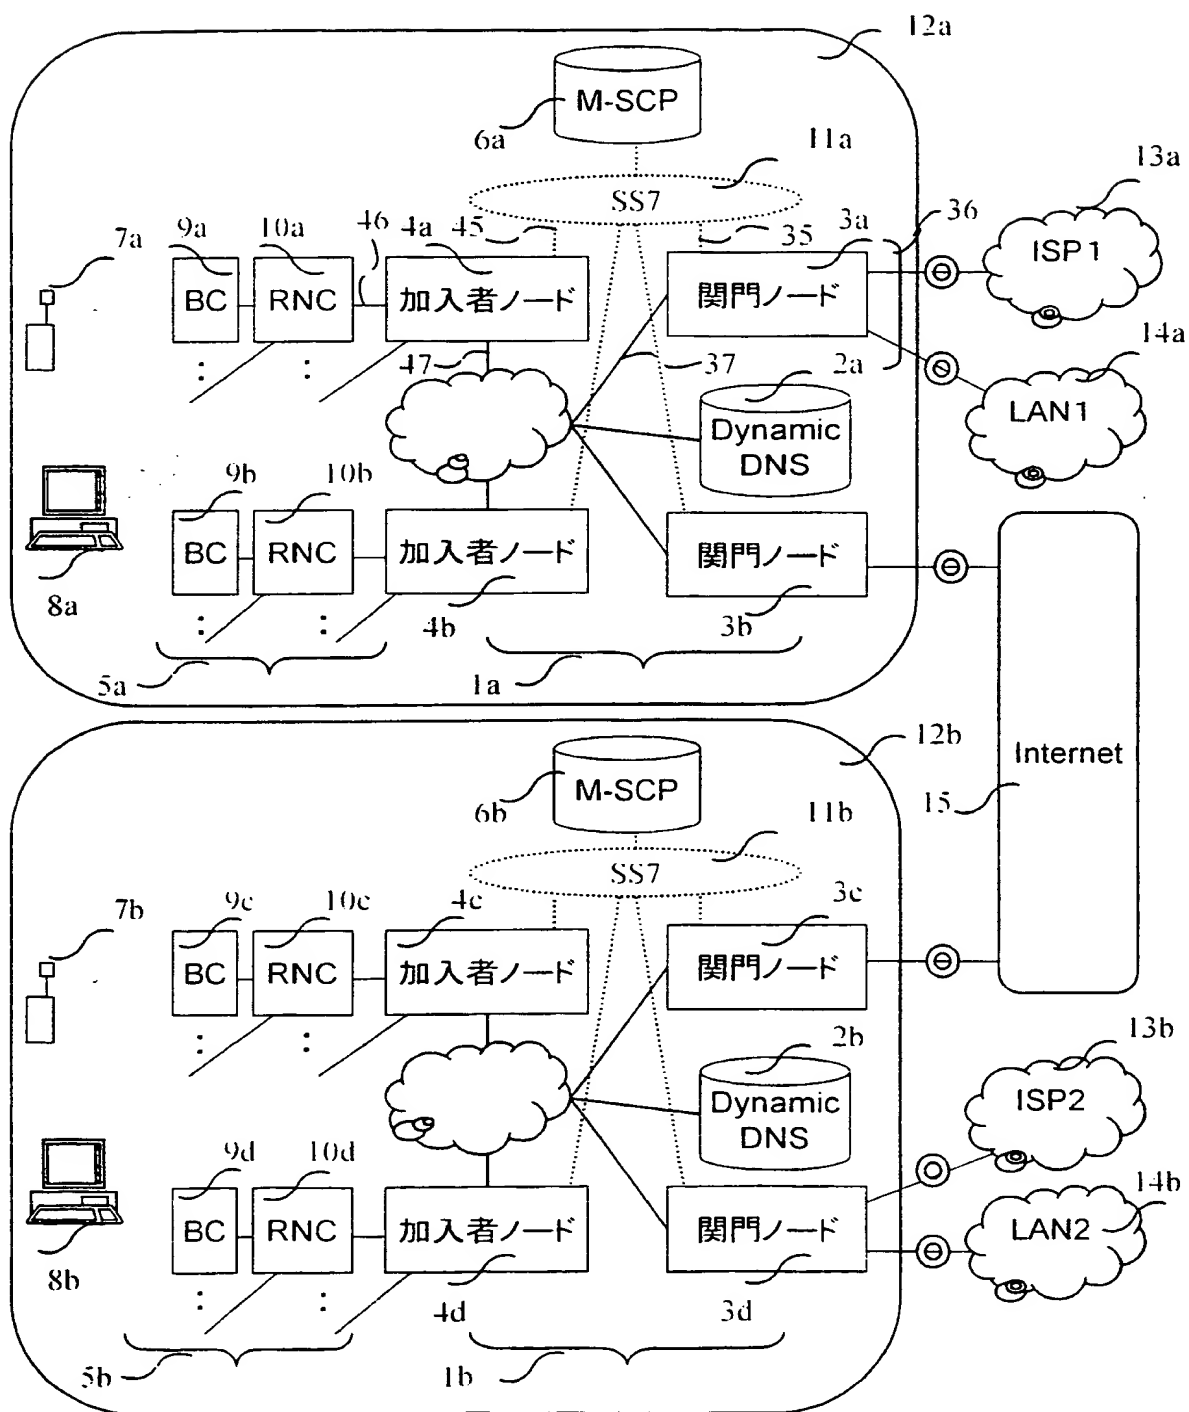 12a
M-SCP
6a
11a
SS7
13a
ISP1
7a
9a
10a
46
4a
45
35
3a
36
BC
RNC
加入者ノード
関門ノード
47
37
2a
14a
LAN1
Dynamic
DNS
9b
10b
BC
RNC
加入者ノード
関門ノード
8a
4b
3b
5a
1a
12b
M-SCP
6b
Internet
15
11b
SS7
7b
9c
10c
4c
3c
BC
RNC
加入者ノード
関門ノード
2b
13b
ISP2
Dynamic
DNS
9d
10d
14b
BC
RNC
加入者ノード
関門ノード
LAN2
8b
4d
3d
5b
1b